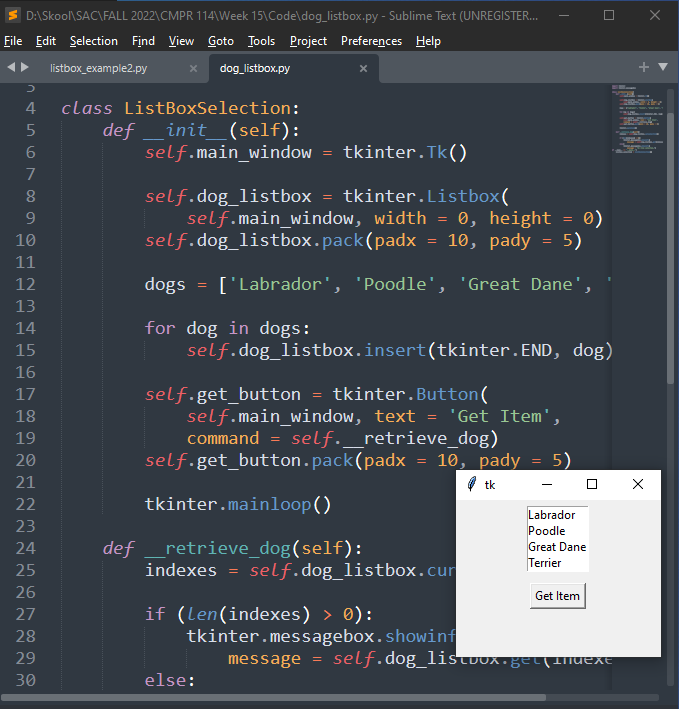 D:\Skool\SAC\FALL 2022\CMPR 114\Week 15\Code\dog_listbox.py - Sublime Text (UNREGISTER...
File Edit Selection Find View Goto Tools Project Preferences Help
listbox_example2.py dog_listbox.py
3
4 class ListBoxSelection:
5 def __init__(self):
6 self.main_window = tkinter.Tk()
7
8 self.dog_listbox = tkinter.Listbox(
9 self.main_window, width = 0, height = 0)
10 self.dog_listbox.pack(padx = 10, pady = 5)
11
12 dogs = ['Labrador', 'Poodle', 'Great Dane', '
13
14 for dog in dogs:
15 self.dog_listbox.insert(tkinter.END, dog)
16
17 self.get_button = tkinter.Button(
18 self.main_window, text = 'Get Item',
19 command = self.__retrieve_dog)
20 self.get_button.pack(padx = 10, pady = 5)
21
22 tkinter.mainloop()
23
24 def __retrieve_dog(self):
25 indexes = self.dog_listbox.cur
26
27 if (len(indexes) > 0):
28 tkinter.messagebox.showinf
29 message = self.dog_listbox.get(indexe
30 else:
tk
Labrador
Poodle
Great Dane
Terrier
Get Item